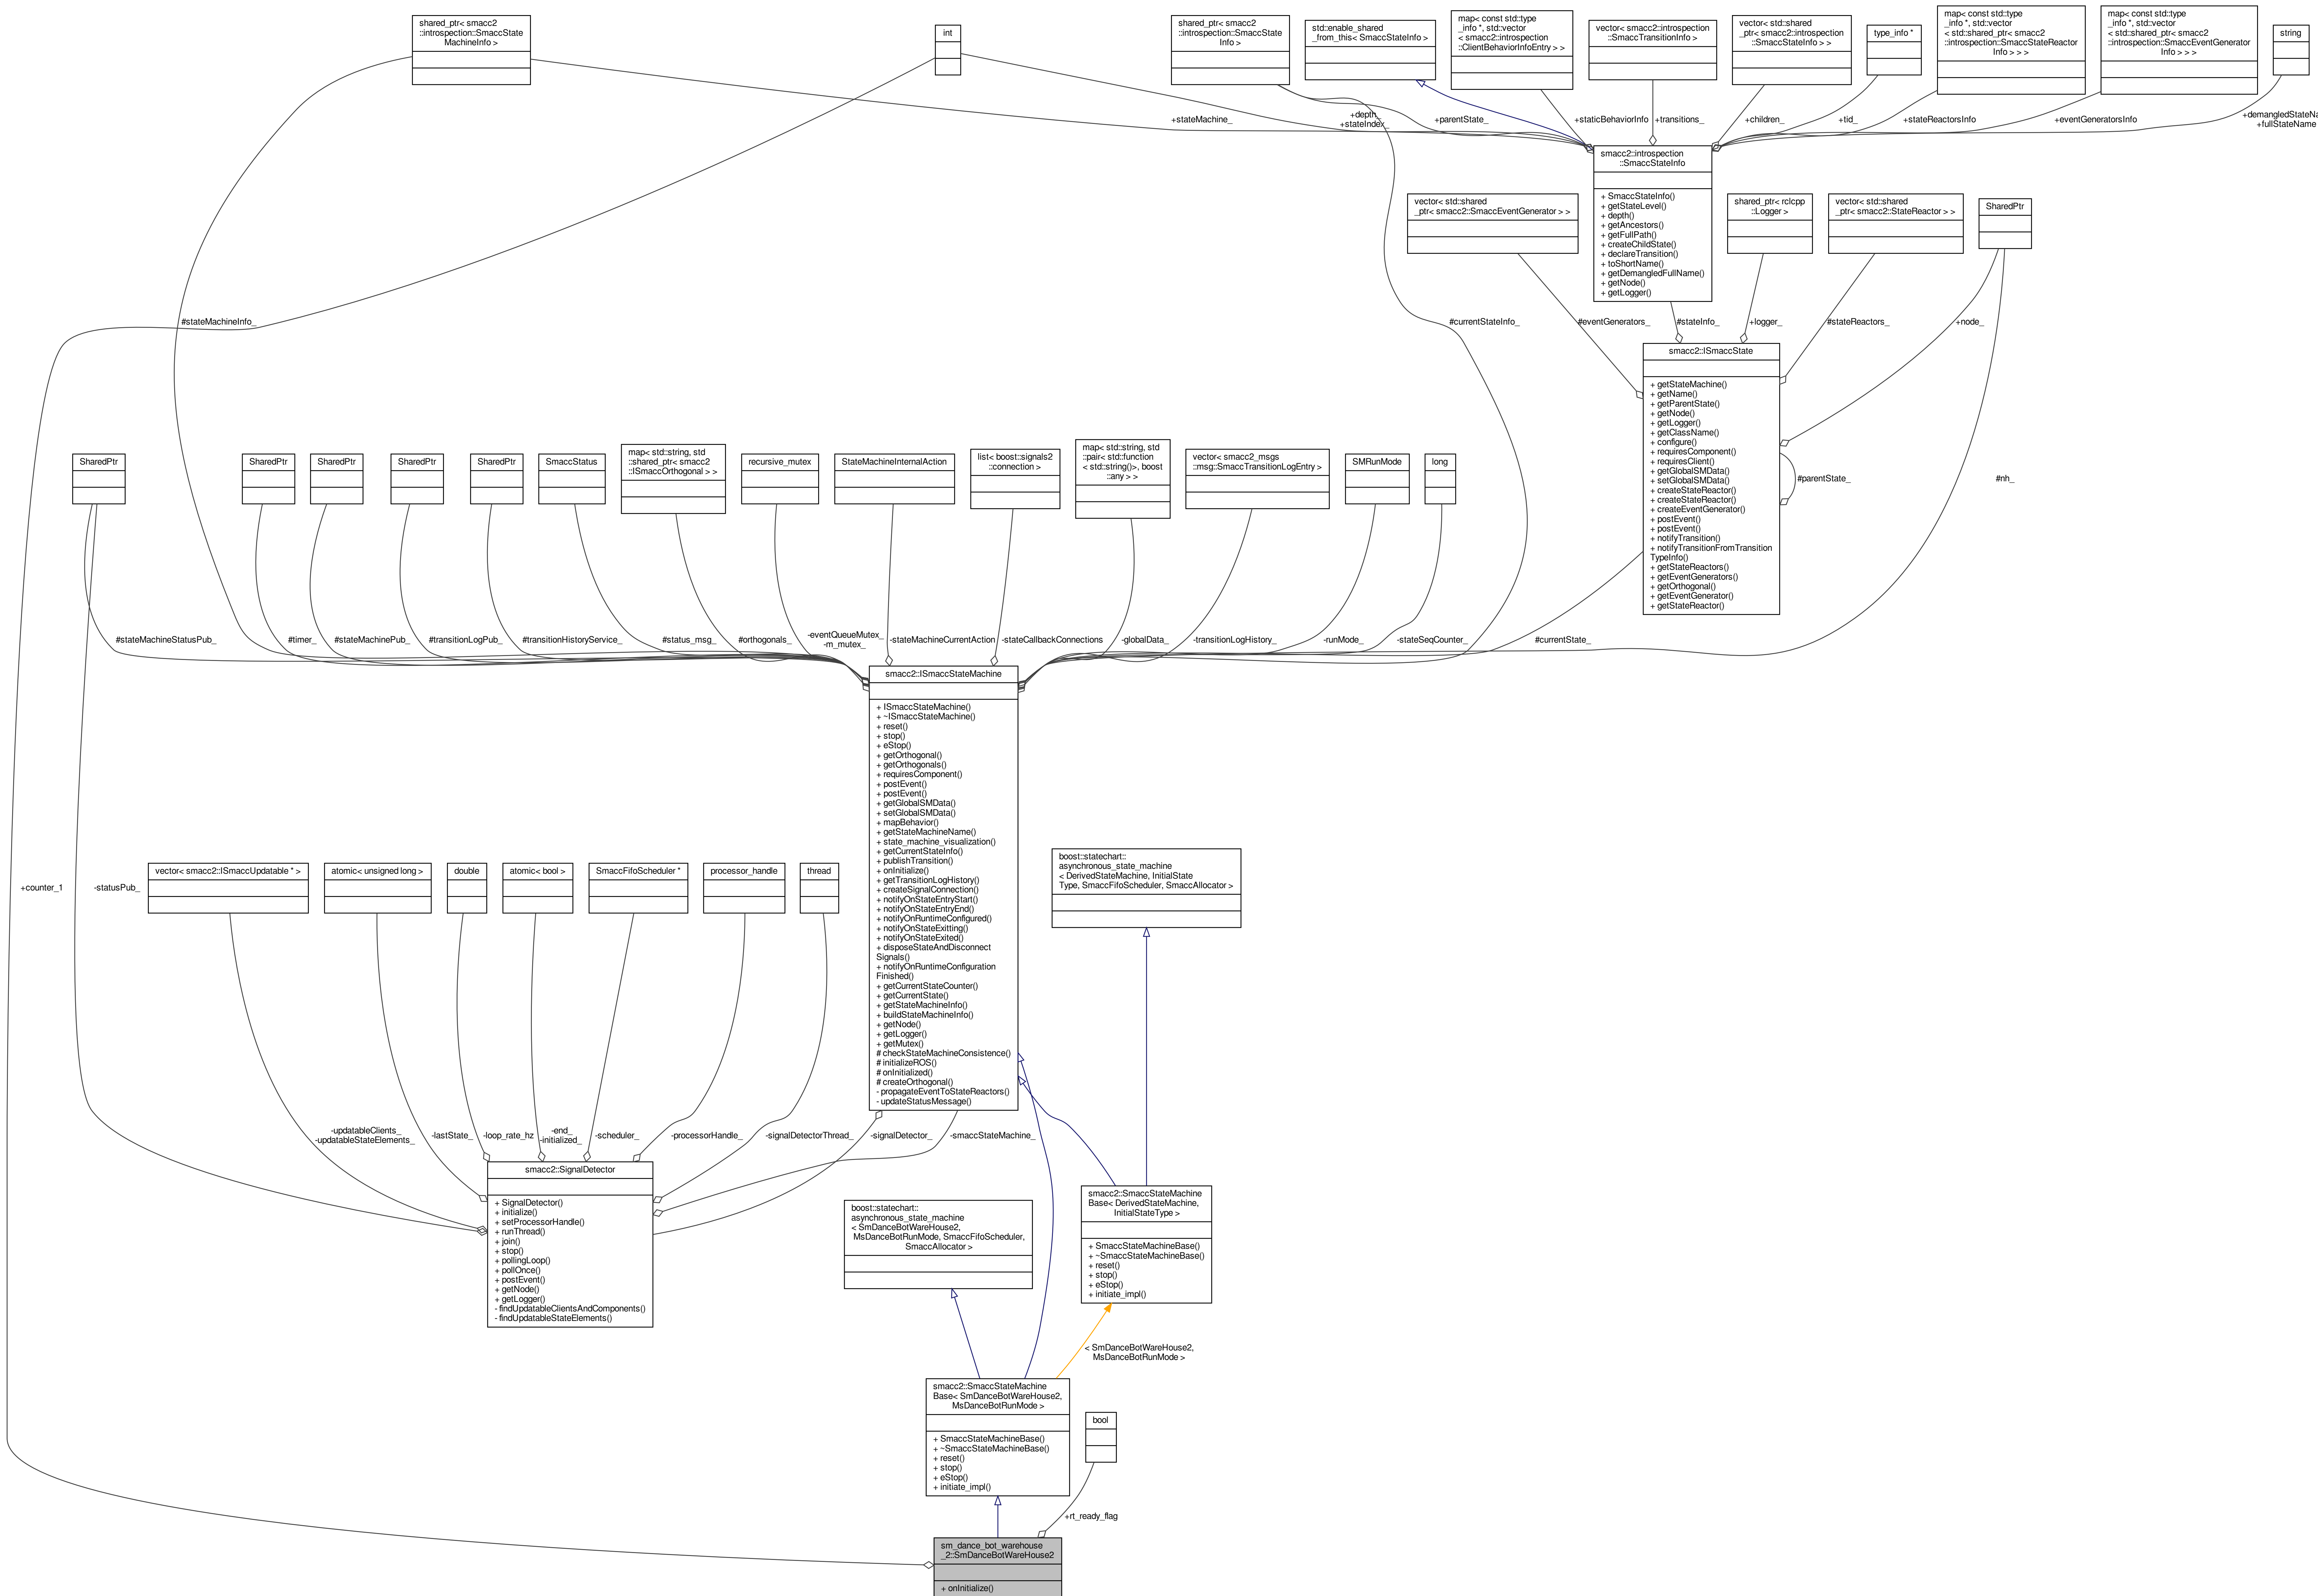 shared_ptr< smacc2
::introspection::SmaccState
MachineInfo >
int
shared_ptr< smacc2
::introspection::SmaccState
Info >
std::enable_shared
_from_this< SmaccStateInfo >
map< const std::type
_info *, std::vector
< smacc2::introspection
::ClientBehaviorInfoEntry > >
vector< smacc2::introspection
::SmaccTransitionInfo >
vector< std::shared
_ptr< smacc2::introspection
::SmaccStateInfo > >
type_info *
map< const std::type
_info *, std::vector
< std::shared_ptr< smacc2
::introspection::SmaccStateReactor
Info > > >
map< const std::type
_info *, std::vector
< std::shared_ptr< smacc2
::introspection::SmaccEventGenerator
Info > > >
string
+stateMachine_
+depth_
+stateIndex_
+parentState_
+staticBehaviorInfo
+transitions_
+children_
+tid_
+stateReactorsInfo
+eventGeneratorsInfo
+demangledStateNa
+fullStateName
smacc2::introspection
::SmaccStateInfo
+ SmaccStateInfo()
+ getStateLevel()
+ depth()
+ getAncestors()
+ getFullPath()
+ createChildState()
+ declareTransition()
+ toShortName()
+ getDemangledFullName()
+ getNode()
+ getLogger()
vector< std::shared
_ptr< smacc2::SmaccEventGenerator > >
shared_ptr< rclcpp
::Logger >
vector< std::shared
_ptr< smacc2::StateReactor > >
SharedPtr
#stateMachineInfo_
#currentStateInfo_
#eventGenerators_
#stateInfo_
+logger_
#stateReactors_
+node_
smacc2::ISmaccState
+ getStateMachine()
+ getName()
+ getParentState()
+ getNode()
+ getLogger()
+ getClassName()
+ configure()
+ requiresComponent()
+ requiresClient()
+ getGlobalSMData()
+ setGlobalSMData()
+ createStateReactor()
+ createStateReactor()
+ createEventGenerator()
+ postEvent()
+ postEvent()
+ notifyTransition()
+ notifyTransitionFromTransition
TypeInfo()
+ getStateReactors()
+ getEventGenerators()
+ getOrthogonal()
+ getEventGenerator()
+ getStateReactor()
#parentState_
#nh_
SharedPtr
SharedPtr
SharedPtr
SharedPtr
SharedPtr
SmaccStatus
map< std::string, std
::shared_ptr< smacc2
::ISmaccOrthogonal > >
recursive_mutex
StateMachineInternalAction
list< boost::signals2
::connection >
map< std::string, std
::pair< std::function
< std::string()>, boost
::any > >
vector< smacc2_msgs
::msg::SmaccTransitionLogEntry >
SMRunMode
long
#stateMachineStatusPub_
#timer_
#stateMachinePub_
#transitionLogPub_
#transitionHistoryService_
#status_msg_
#orthogonals_
-eventQueueMutex_
-m_mutex_
-stateMachineCurrentAction
-stateCallbackConnections
-globalData_
-transitionLogHistory_
-runMode_
-stateSeqCounter_
#currentState_
smacc2::ISmaccStateMachine
+ ISmaccStateMachine()
+ ~ISmaccStateMachine()
+ reset()
+ stop()
+ eStop()
+ getOrthogonal()
+ getOrthogonals()
+ requiresComponent()
+ postEvent()
+ postEvent()
+ getGlobalSMData()
+ setGlobalSMData()
+ mapBehavior()
+ getStateMachineName()
+ state_machine_visualization()
+ getCurrentStateInfo()
+ publishTransition()
+ onInitialize()
+ getTransitionLogHistory()
+ createSignalConnection()
+ notifyOnStateEntryStart()
+ notifyOnStateEntryEnd()
+ notifyOnRuntimeConfigured()
+ notifyOnStateExitting()
+ notifyOnStateExited()
+ disposeStateAndDisconnect
Signals()
+ notifyOnRuntimeConfiguration
Finished()
+ getCurrentStateCounter()
+ getCurrentState()
+ getStateMachineInfo()
+ buildStateMachineInfo()
+ getNode()
+ getLogger()
+ getMutex()
# checkStateMachineConsistence()
# initializeROS()
# onInitialized()
# createOrthogonal()
- propagateEventToStateReactors()
- updateStatusMessage()
+counter_1
-statusPub_
vector< smacc2::ISmaccUpdatable * >
atomic< unsigned long >
double
atomic< bool >
SmaccFifoScheduler *
processor_handle
thread
boost::statechart::
asynchronous_state_machine
< DerivedStateMachine, InitialState
Type, SmaccFifoScheduler, SmaccAllocator >
-updatableClients_
-updatableStateElements_
-lastState_
-loop_rate_hz
-end_
-initialized_
-scheduler_
-processorHandle_
-signalDetectorThread_
-signalDetector_
-smaccStateMachine_
smacc2::SignalDetector
+ SignalDetector()
+ initialize()
+ setProcessorHandle()
+ runThread()
+ join()
+ stop()
+ pollingLoop()
+ pollOnce()
+ postEvent()
+ getNode()
+ getLogger()
- findUpdatableClientsAndComponents()
- findUpdatableStateElements()
boost::statechart::
asynchronous_state_machine
< SmDanceBotWareHouse2,
MsDanceBotRunMode, SmaccFifoScheduler,
SmaccAllocator >
smacc2::SmaccStateMachine
Base< DerivedStateMachine,
InitialStateType >
+ SmaccStateMachineBase()
+ ~SmaccStateMachineBase()
+ reset()
+ stop()
+ eStop()
+ initiate_impl()
< SmDanceBotWareHouse2,
MsDanceBotRunMode >
smacc2::SmaccStateMachine
Base< SmDanceBotWareHouse2,
MsDanceBotRunMode >
+ SmaccStateMachineBase()
+ ~SmaccStateMachineBase()
+ reset()
+ stop()
+ eStop()
+ initiate_impl()
bool
+rt_ready_flag
sm_dance_bot_warehouse
_2::SmDanceBotWareHouse2
+ onInitialize()